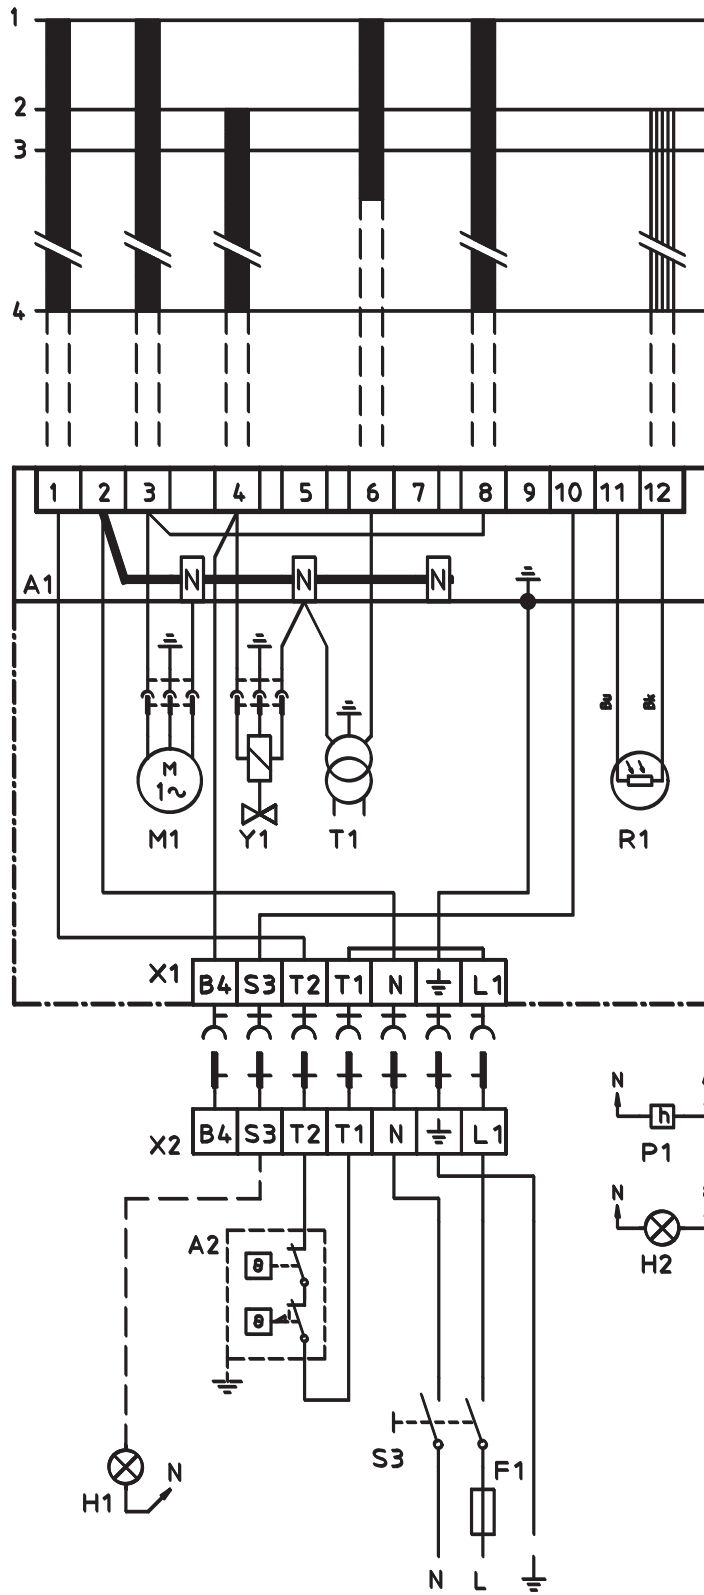 1
2
3
4
1 2 3 4 5 6 7 8 9 10 11 12
A1 N N N
Bu Bk
M
1~
M1 Y1 T1 R1
X1 B4 S3 T2 T1 N L1
N h
P1
X2 B4 S3 T2 T1 N L1
N
H2
A2
ϑ
ϑ
S3 F1
H1 N
N L